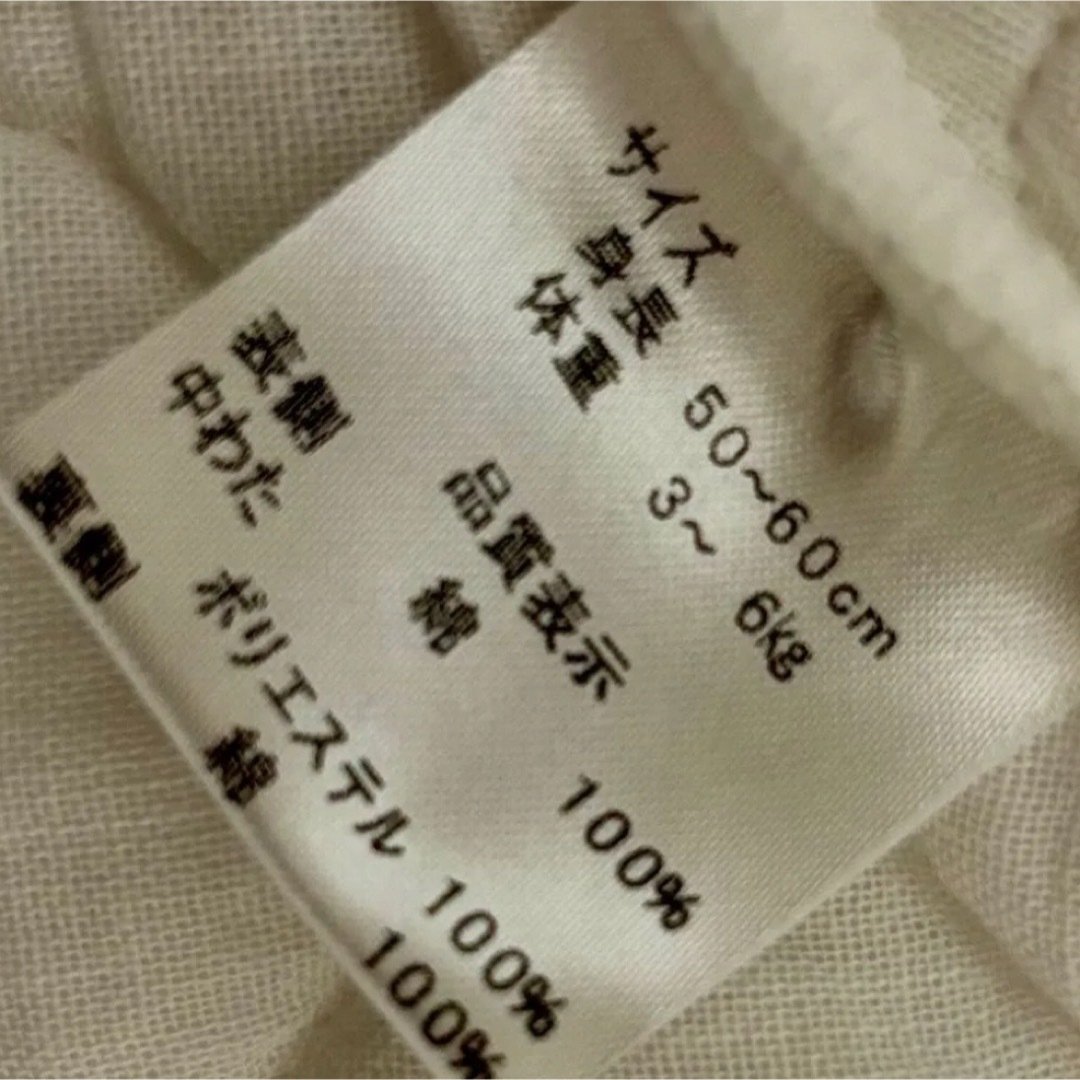 サイズ
身長 50~60cm
体重 3~ 6kg
品質表示
表側 綿 100%
中わた ポリエステル 100%
裏側 綿 100%